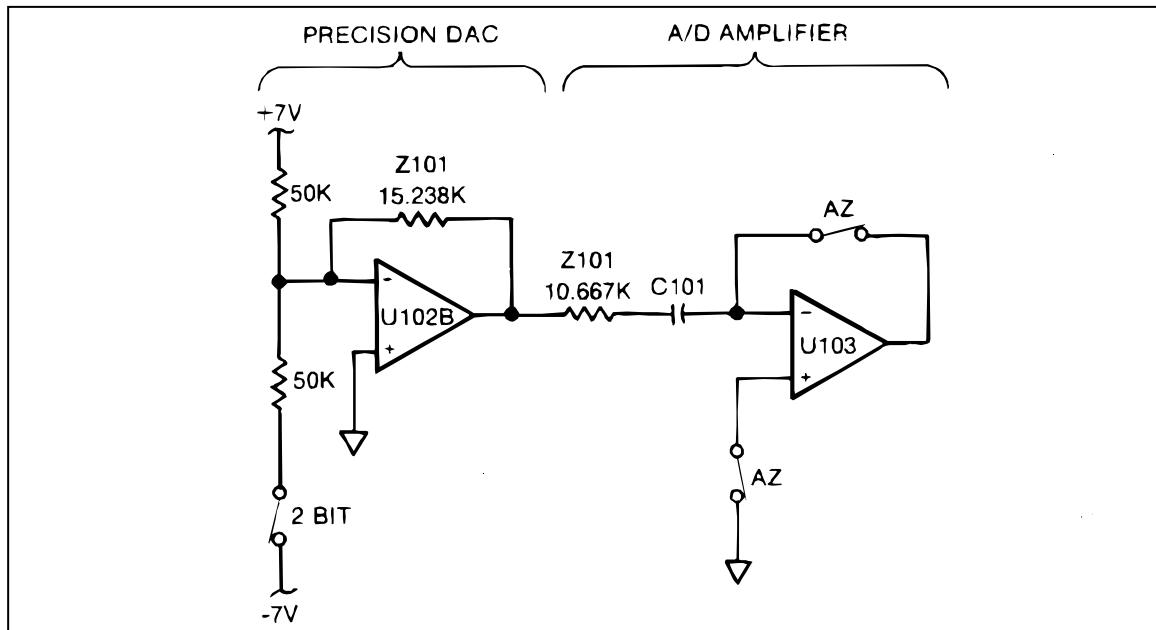 PRECISION DAC
A/D AMPLIFIER
+7V
50K
Z101
15.238K
AZ
Z101
10.667K
C101
-
U102B
+
-
U103
+
50K
AZ
2 BIT
-7V